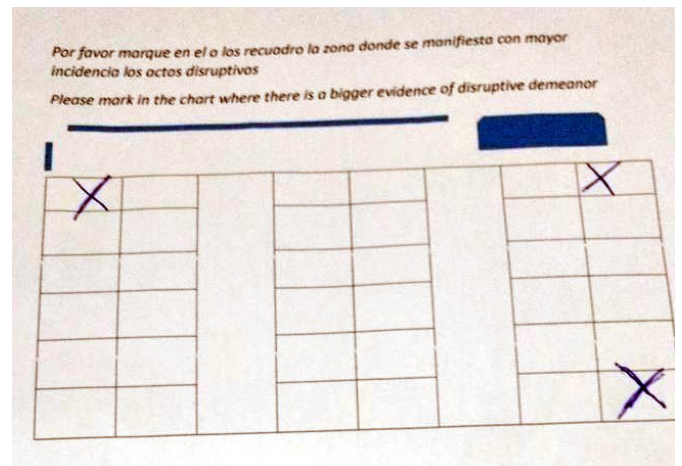 Por favor marque en el o los recuadro la zona donde se manifiesta con mayor
incidencia los actos disruptivos
Please mark in the chart where there is a bigger evidence of disruptive demeanor